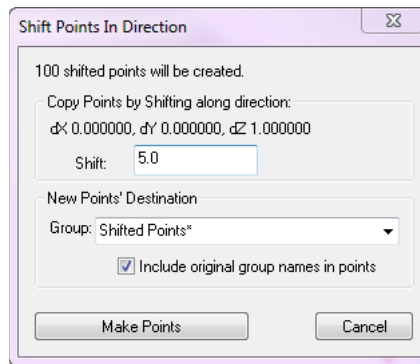 Shift Points In Direction
100 shifted points will be created.
Copy Points by Shifting along direction:
dX 0.000000, dY 0.000000, dZ 1.000000
Shift: 5.0
New Points' Destination
Group: Shifted Points*
Include original group names in points
Make Points Cancel